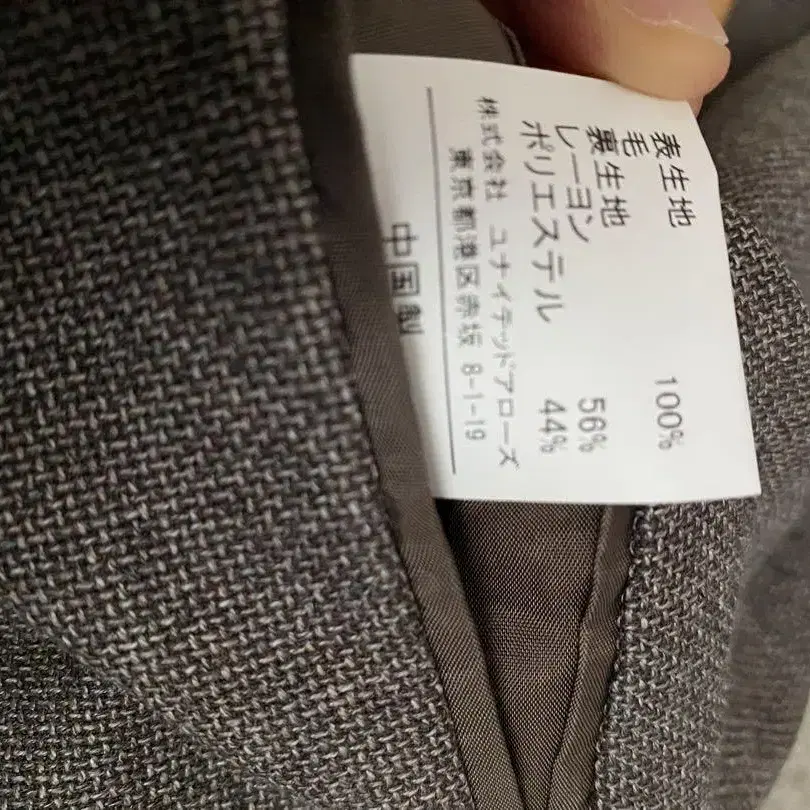 表生地
毛 100%
裏生地
レーヨン 56%
ポリエステル 44%
株式会社 ユナイテッドアローズ
東京都港区赤坂 8-1-19
中国製